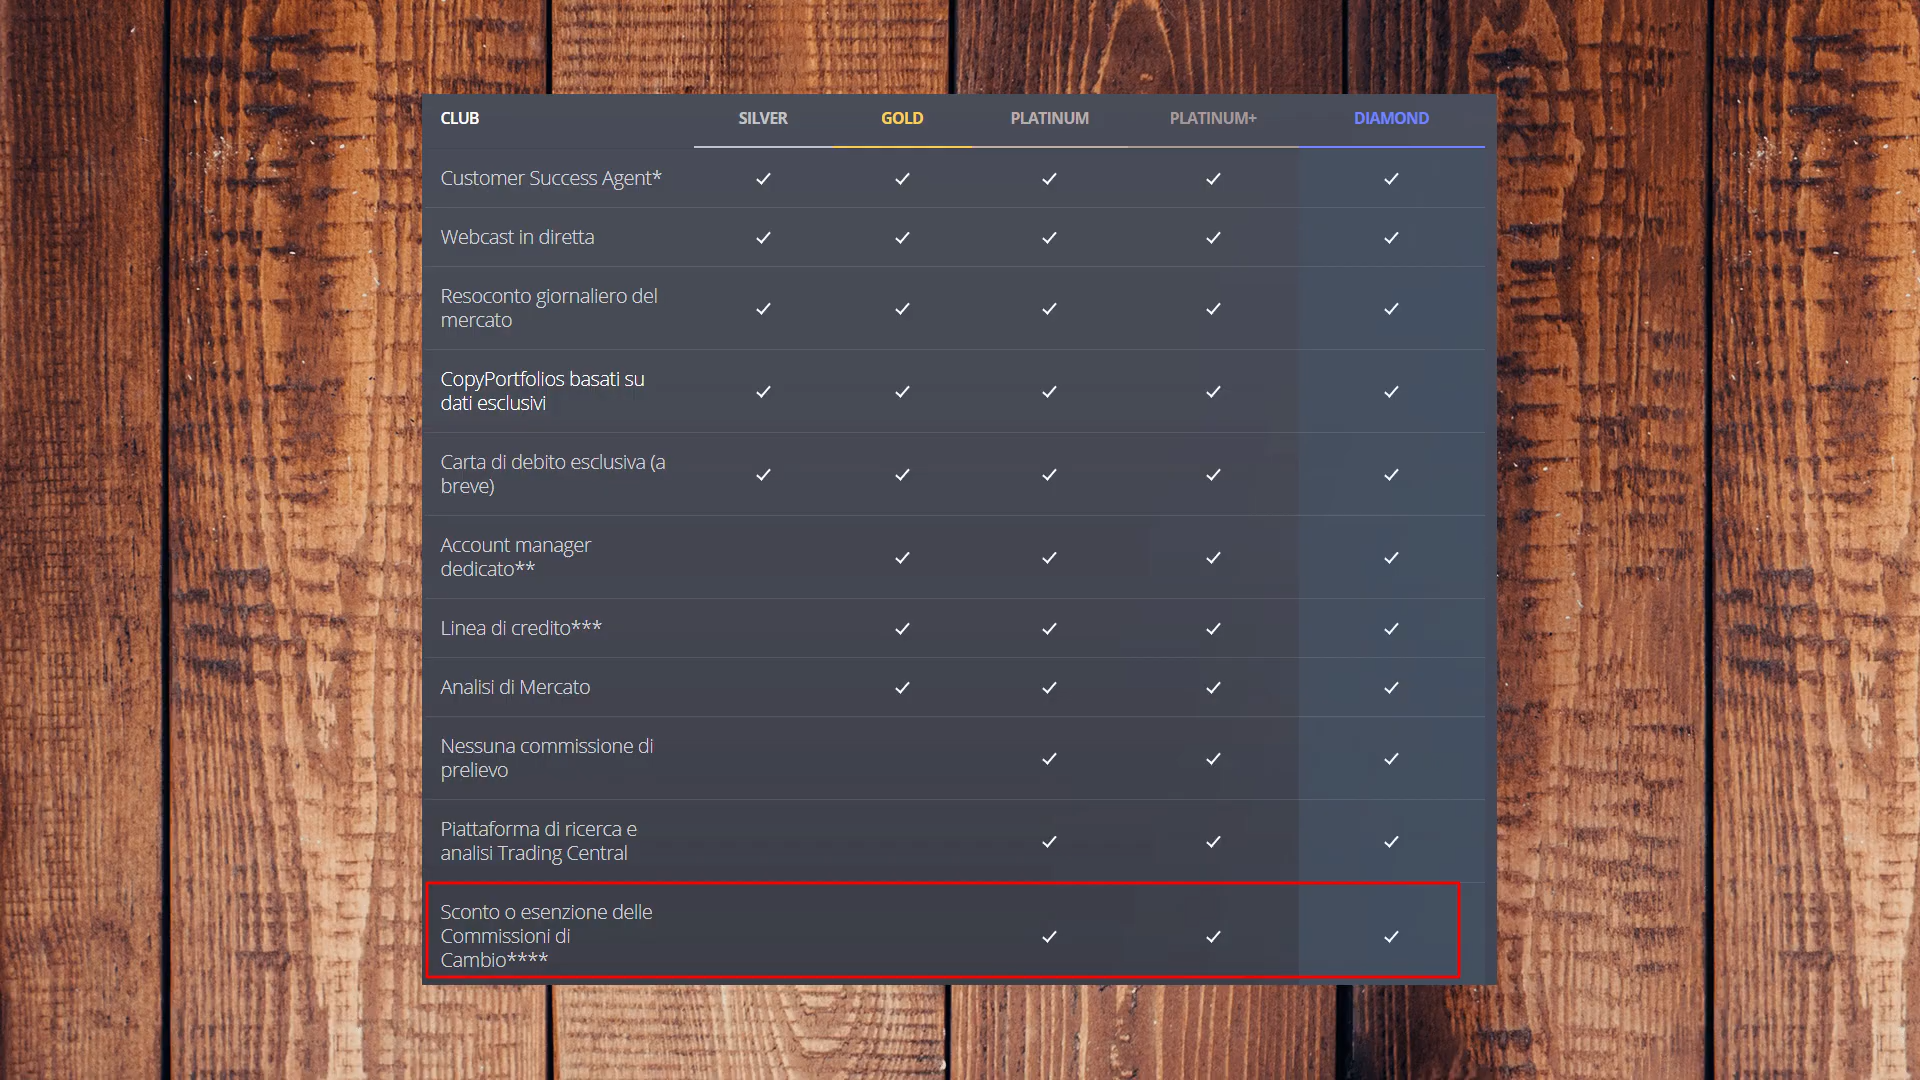 CLUB SILVER GOLD PLATINUM PLATINUM+ DIAMOND
Customer Success Agent* ✓ ✓ ✓ ✓ ✓
Webcast in diretta ✓ ✓ ✓ ✓ ✓
Resoconto giornaliero del
mercato ✓ ✓ ✓ ✓ ✓
CopyPortfolios basati su
dati esclusivi ✓ ✓ ✓ ✓ ✓
Carta di debito esclusiva (a
breve) ✓ ✓ ✓ ✓ ✓
Account manager
dedicato** ✓ ✓ ✓ ✓
Linea di credito*** ✓ ✓ ✓ ✓
Analisi di Mercato ✓ ✓ ✓ ✓
Nessuna commissione di
prelievo ✓ ✓ ✓
Piattaforma di ricerca e
analisi Trading Central ✓ ✓ ✓
Sconto o esenzione delle
Commissioni di
Cambio**** ✓ ✓ ✓